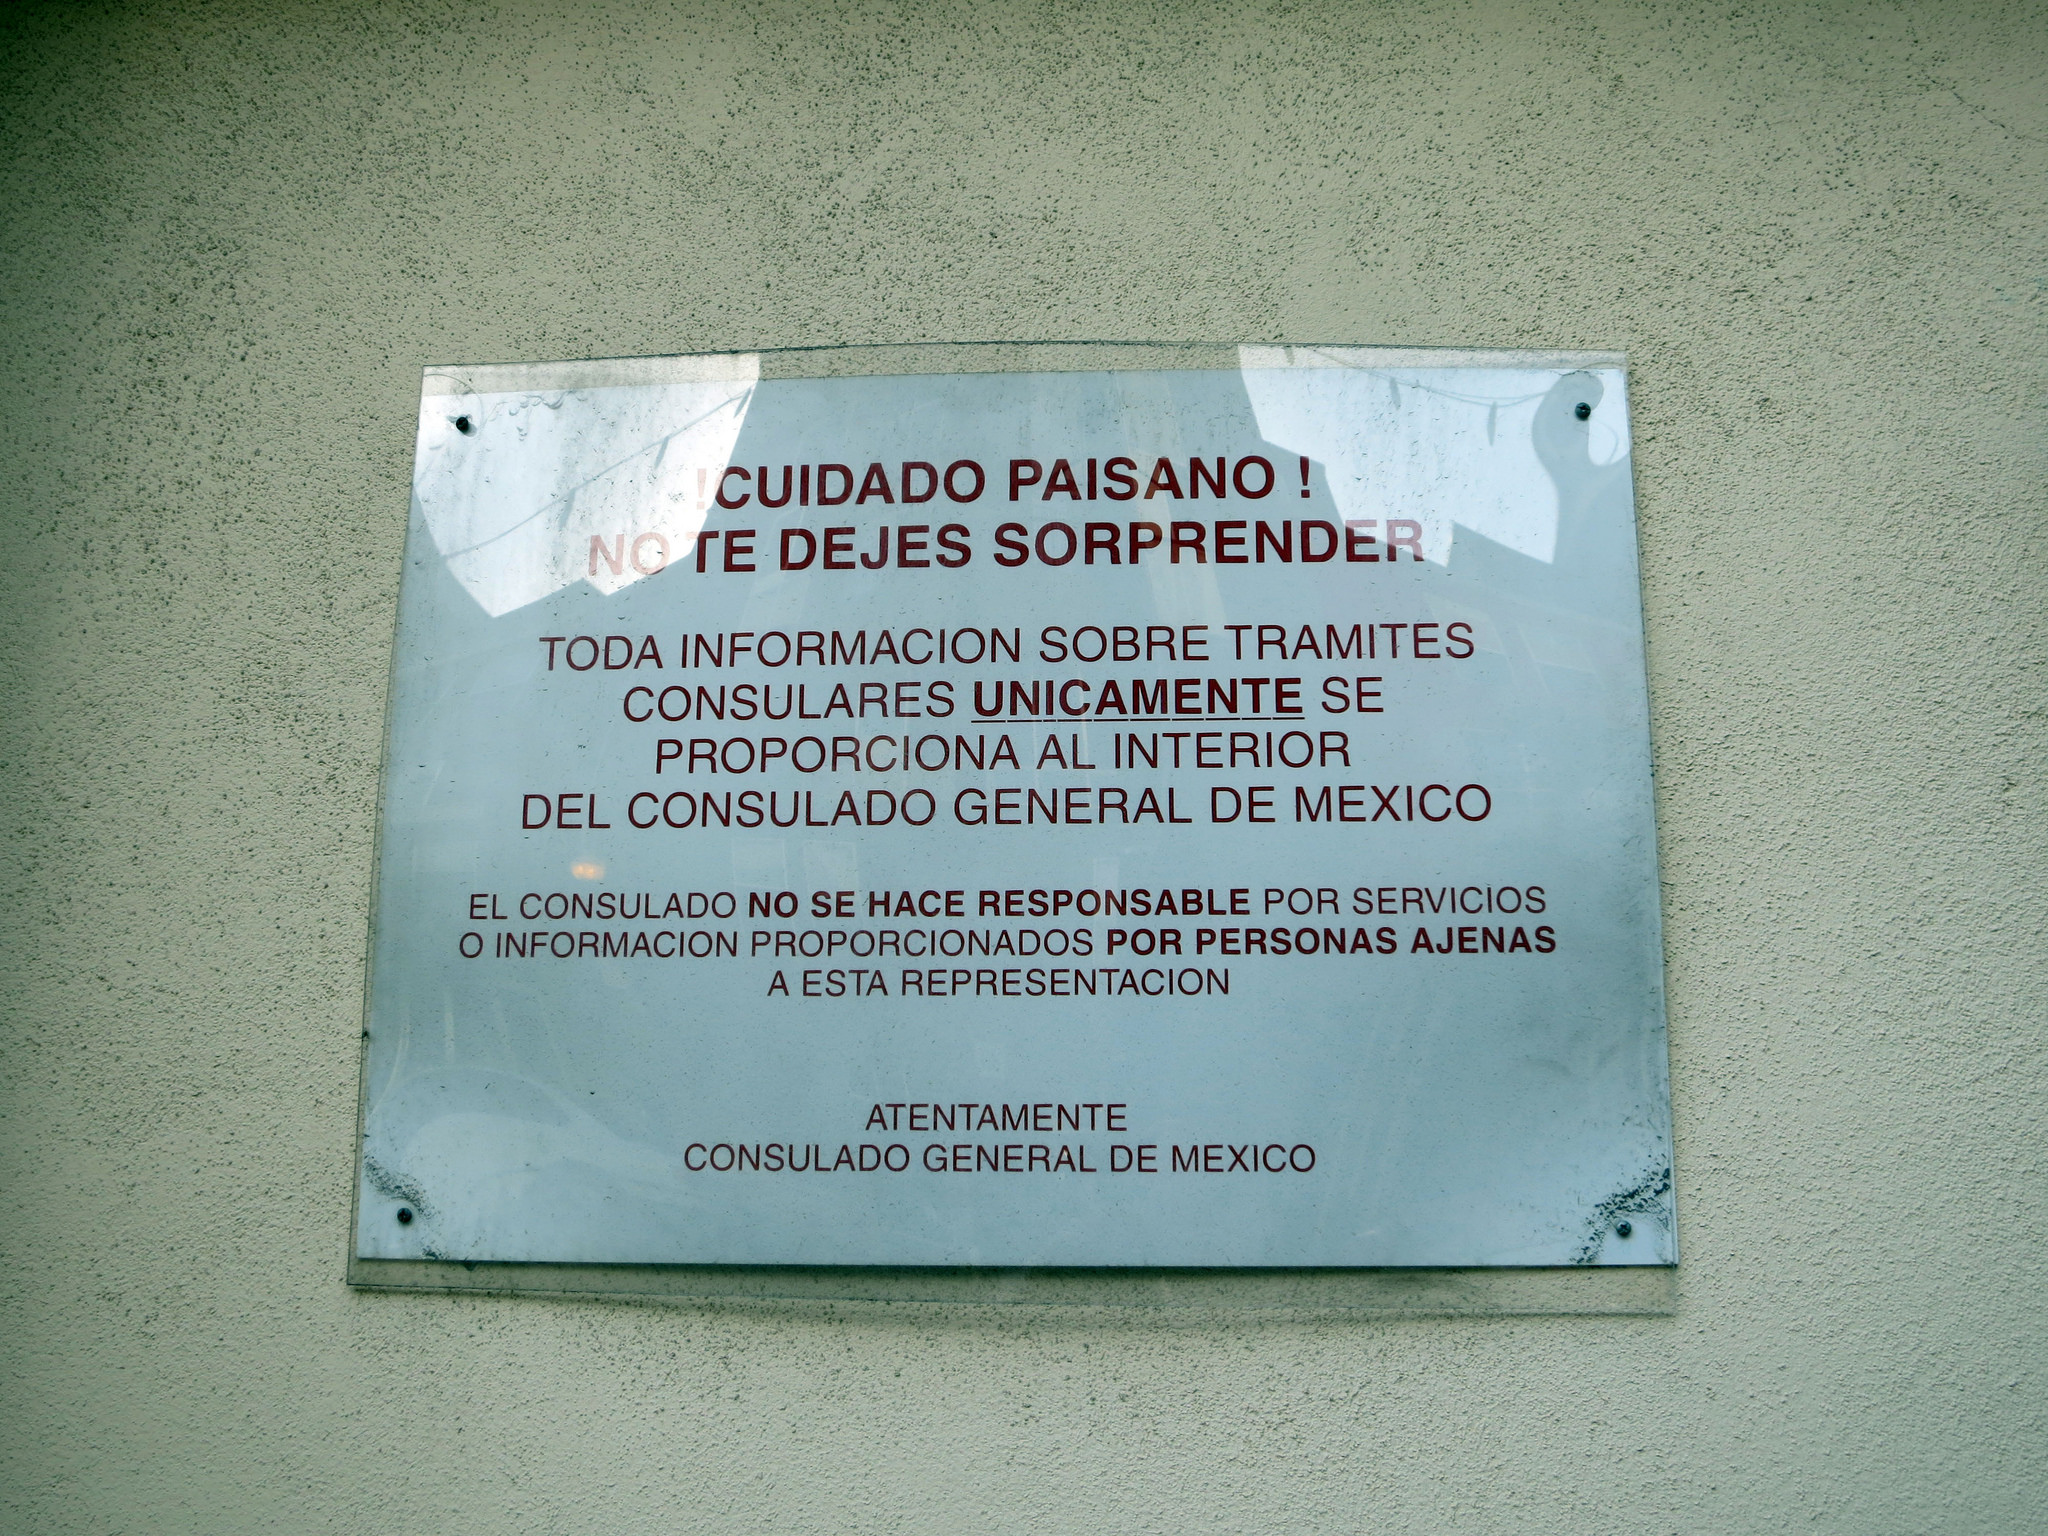 !CUIDADO PAISANO !
NO TE DEJES SORPRENDER
TODA INFORMACION SOBRE TRAMITES
CONSULARES UNICAMENTE SE
PROPORCIONA AL INTERIOR
DEL CONSULADO GENERAL DE MEXICO
EL CONSULADO NO SE HACE RESPONSABLE POR SERVICIOS
O INFORMACION PROPORCIONADOS POR PERSONAS AJENAS
A ESTA REPRESENTACION
ATENTAMENTE
CONSULADO GENERAL DE MEXICO